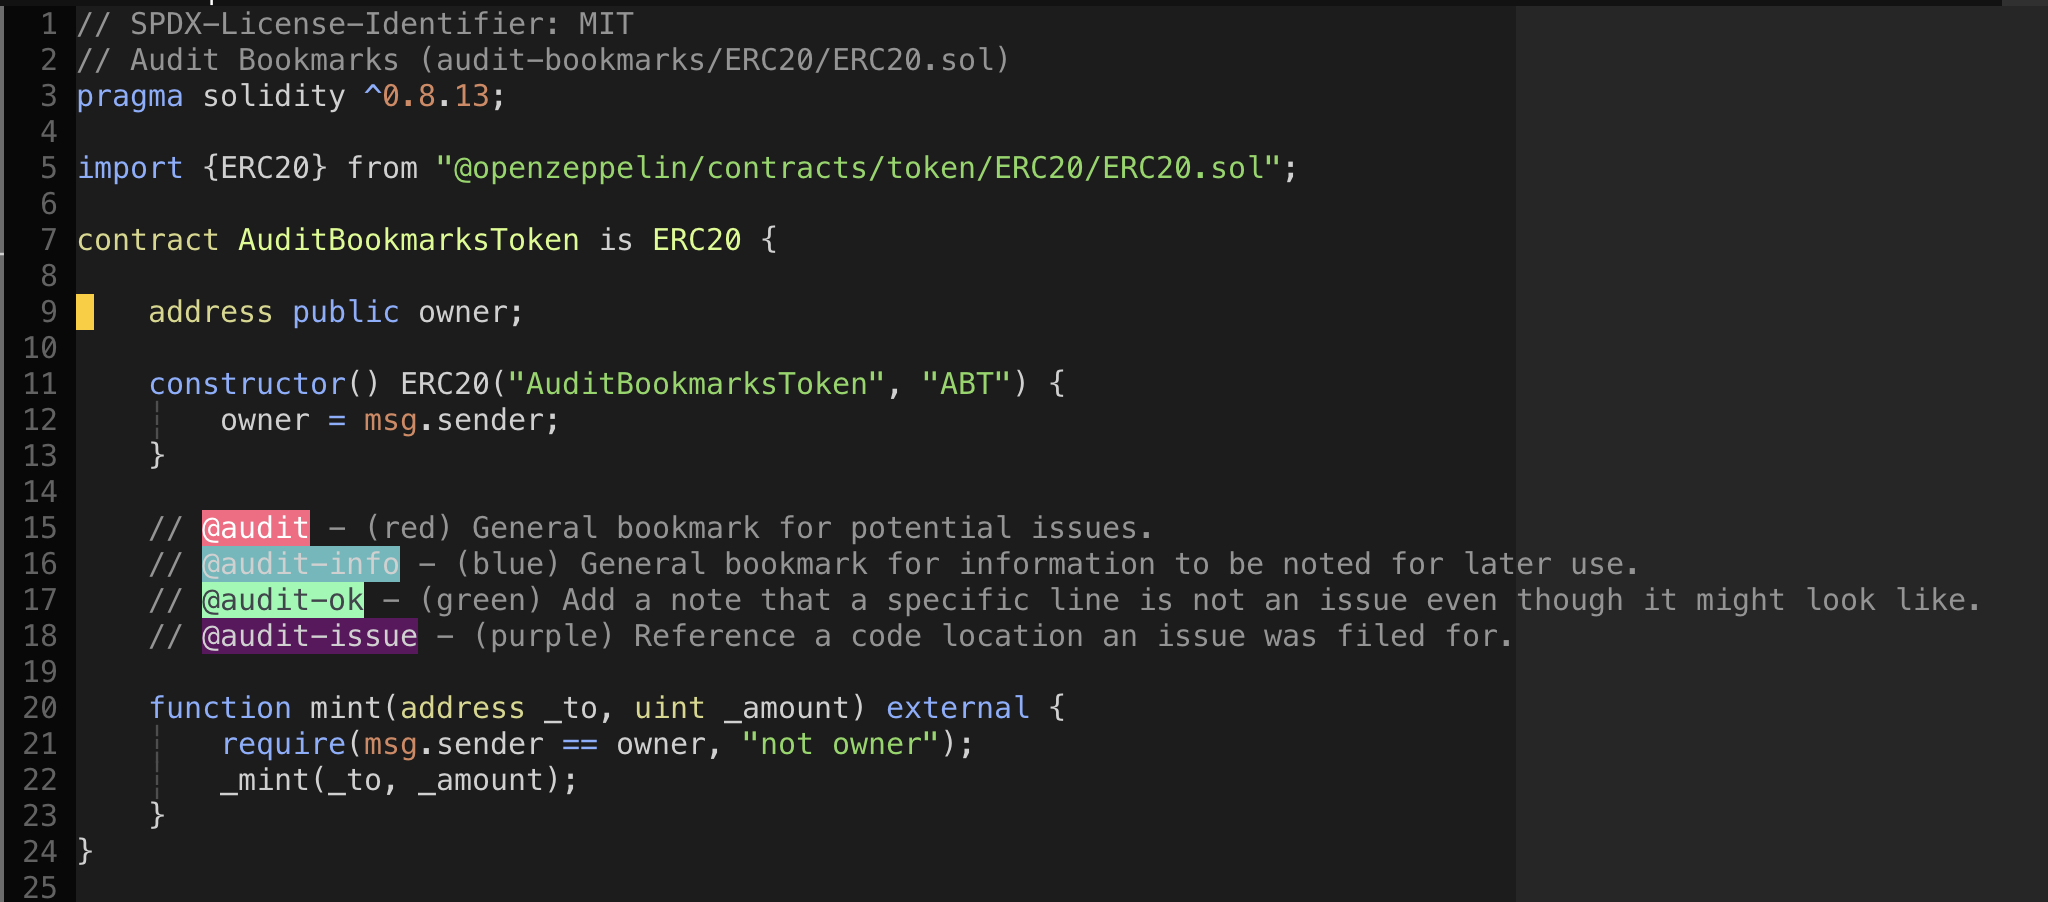 1 // SPDX-License-Identifier: MIT
2 // Audit Bookmarks (audit-bookmarks/ERC20/ERC20.sol)
3 pragma solidity ^0.8.13;
4
5 import {ERC20} from "@openzeppelin/contracts/token/ERC20/ERC20.sol";
6
7 contract AuditBookmarksToken is ERC20 {
8
9     address public owner;
10
11     constructor() ERC20("AuditBookmarksToken", "ABT") {
12         owner = msg.sender;
13     }
14
15     // @audit - (red) General bookmark for potential issues.
16     // @audit-info - (blue) General bookmark for information to be noted for later use.
17     // @audit-ok - (green) Add a note that a specific line is not an issue even though it might look like.
18     // @audit-issue - (purple) Reference a code location an issue was filed for.
19
20     function mint(address _to, uint _amount) external {
21         require(msg.sender == owner, "not owner");
22         _mint(_to, _amount);
23     }
24 }
25